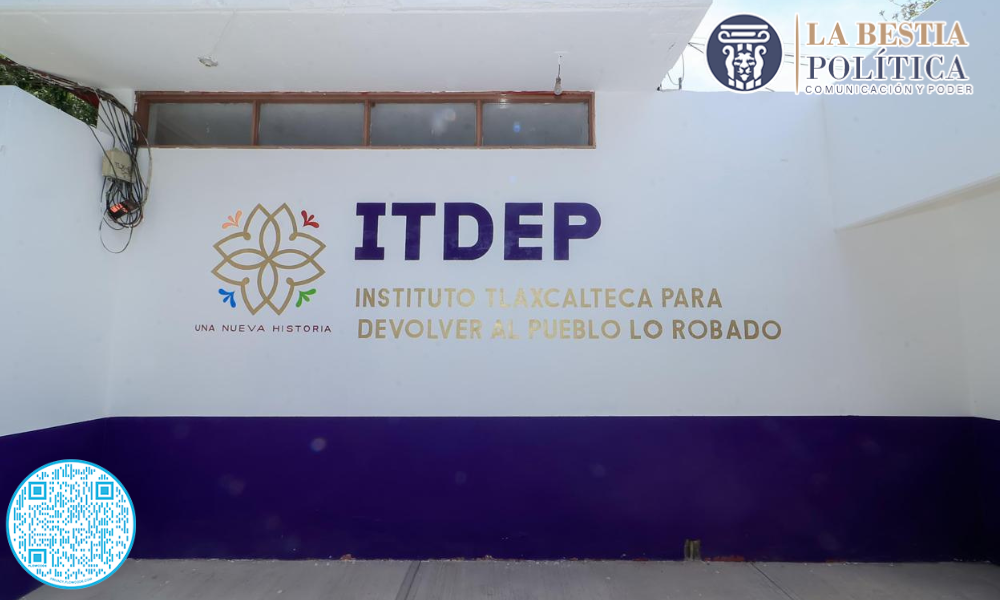 LA BESTIA
POLÍTICA
COMUNICACIÓN Y PODER
ITDEP
INSTITUTO TLAXCALTECA PARA
DEVOLVER AL PUEBLO LO ROBADO
UNA NUEVA HISTORIA